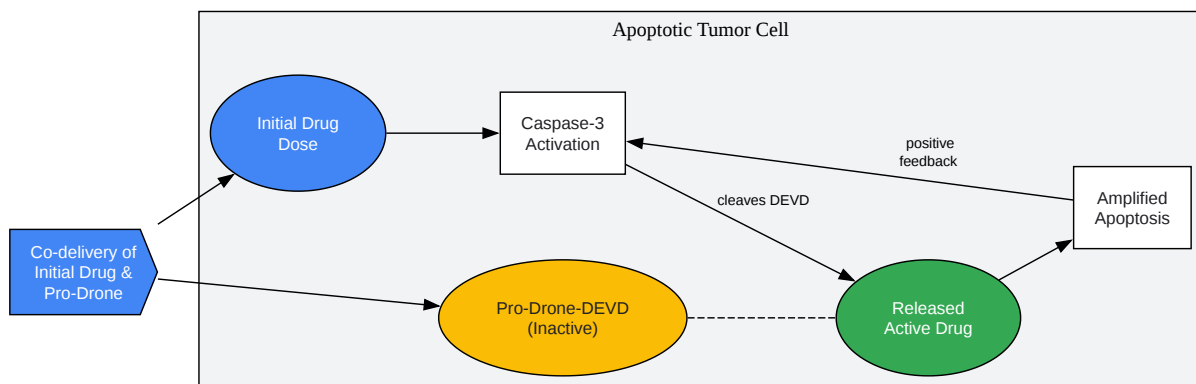 Apoptotic Tumor Cell
Initial Drug
Dose
Caspase-3
Activation
positive
feedback
cleaves DEVD
Amplified
Apoptosis
Co-delivery of
Initial Drug &
Pro-Drone
Pro-Drone-DEVD
(Inactive)
Released
Active Drug